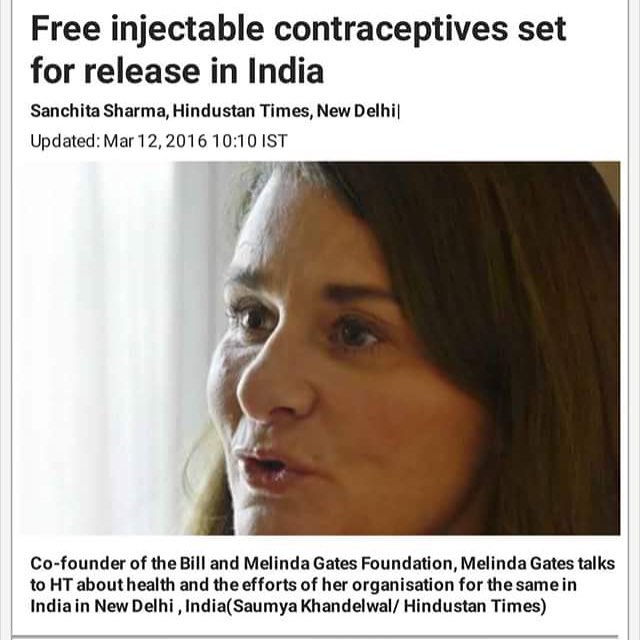 Free injectable contraceptives set
for release in India
Sanchita Sharma, Hindustan Times, New Delhi|
Updated: Mar 12, 2016 10:10 IST
Co-founder of the Bill and Melinda Gates Foundation, Melinda Gates talks
to HT about health and the efforts of her organisation for the same in
India in New Delhi , India(Saumya Khandelwal/ Hindustan Times)